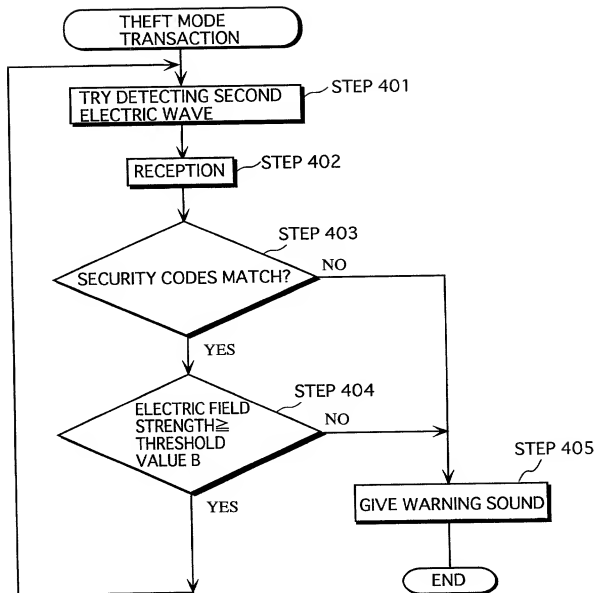 THEFT MODE
TRANSACTION
STEP 401
TRY DETECTING SECOND
ELECTRIC WAVE
STEP 402
RECEPTION
STEP 403
SECURITY CODES MATCH?
NO
YES
STEP 404
ELECTRIC FIELD
STRENGTH≧
THRESHOLD
VALUE B
NO
YES
STEP 405
GIVE WARNING SOUND
END